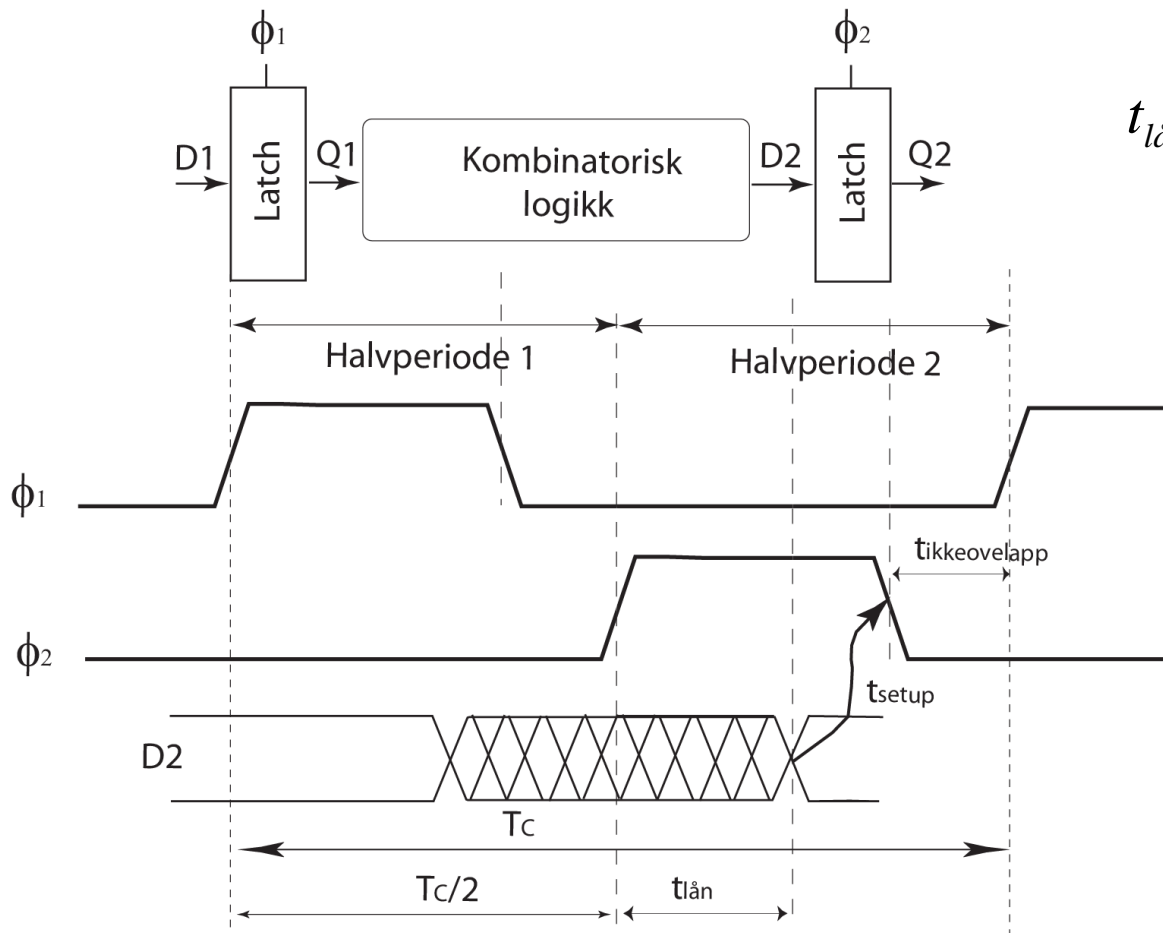 ϕ1
ϕ2
D1
Latch
Q1
Kombinatorisk
logikk
D2
Latch
Q2
Halvperiode 1
Halvperiode 2
ϕ1
tikkeovelapp
ϕ2
tsetup
D2
TC
TC/2
tlån